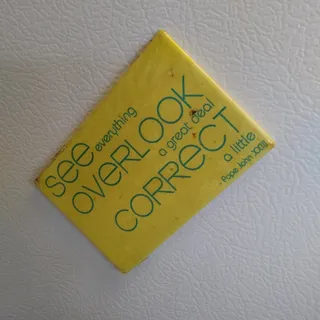 see everything
OVERLOOK
a great deal
CORRECT
a little
-Pope John XXIII